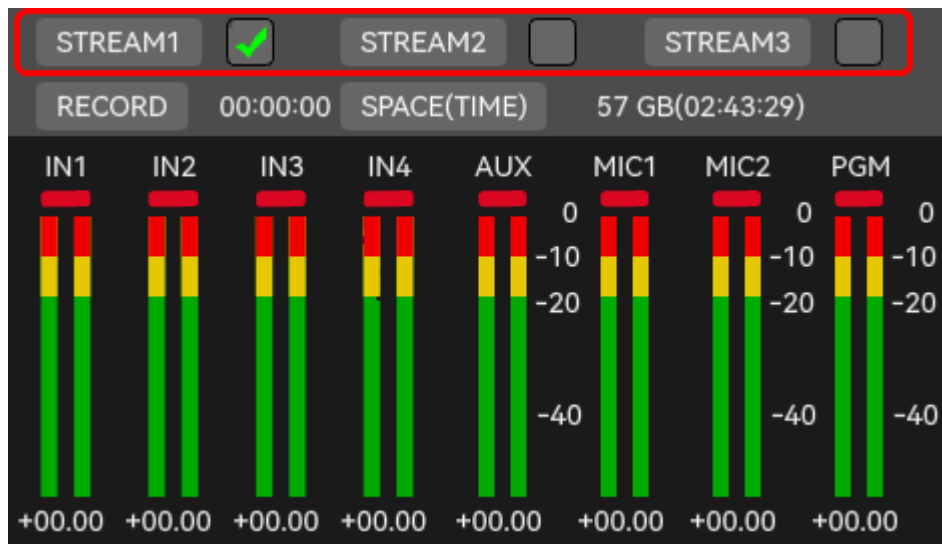 STREAM1 STREAM2 STREAM3
RECORD 00:00:00 SPACE(TIME) 57 GB(02:43:29)
IN1 IN2 IN3 IN4 AUX MIC1 MIC2 PGM
0 0 0
-10 -10 -10
-20 -20 -20
-40 -40 -40
+00.00 +00.00 +00.00 +00.00 +00.00 +00.00 +00.00 +00.00